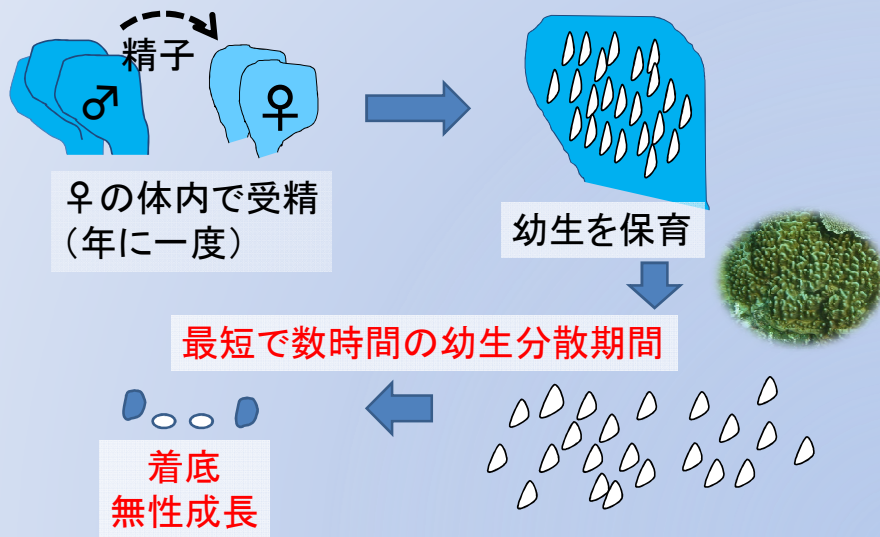 精子
♂
♀
♀の体内で受精
(年に一度)
幼生を保育
最短で数時間の幼生分散期間
着底
無性成長